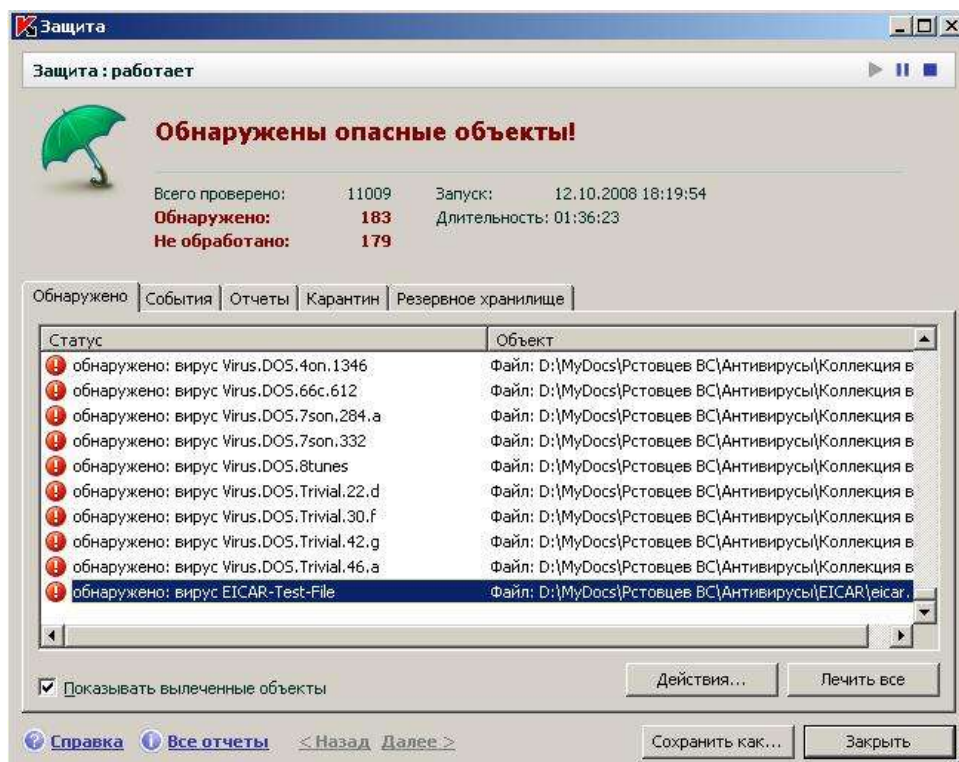 Защита
Защита : работает
Обнаружены опасные объекты!
Всего проверено: 11009 Запуск: 12.10.2008 18:19:54
Обнаружено: 183 Длительность: 01:36:23
Не обработано: 179
Обнаружено События Отчеты Карантин Резервное хранилище
Статус Объект
обнаружено: вирус Virus.DOS.4on.1346 Файл: D:\MyDocs\Рстовцев ВС\Антивирусы\Коллекция в
обнаружено: вирус Virus.DOS.66c.612 Файл: D:\MyDocs\Рстовцев ВС\Антивирусы\Коллекция в
обнаружено: вирус Virus.DOS.7son.284.a Файл: D:\MyDocs\Рстовцев ВС\Антивирусы\Коллекция в
обнаружено: вирус Virus.DOS.7son.332 Файл: D:\MyDocs\Рстовцев ВС\Антивирусы\Коллекция в
обнаружено: вирус Virus.DOS.8tunes Файл: D:\MyDocs\Рстовцев ВС\Антивирусы\Коллекция в
обнаружено: вирус Virus.DOS.Trivial.22.d Файл: D:\MyDocs\Рстовцев ВС\Антивирусы\Коллекция в
обнаружено: вирус Virus.DOS.Trivial.30.f Файл: D:\MyDocs\Рстовцев ВС\Антивирусы\Коллекция в
обнаружено: вирус Virus.DOS.Trivial.42.g Файл: D:\MyDocs\Рстовцев ВС\Антивирусы\Коллекция в
обнаружено: вирус Virus.DOS.Trivial.46.a Файл: D:\MyDocs\Рстовцев ВС\Антивирусы\Коллекция в
обнаружено: вирус EICAR-Test-File Файл: D:\MyDocs\Рстовцев ВС\Антивирусы\EICAR\eicar.
Показывать вылеченные объекты Действия... Лечить все
Справка Все отчеты < Назад Далее > Сохранить как... Закрыть